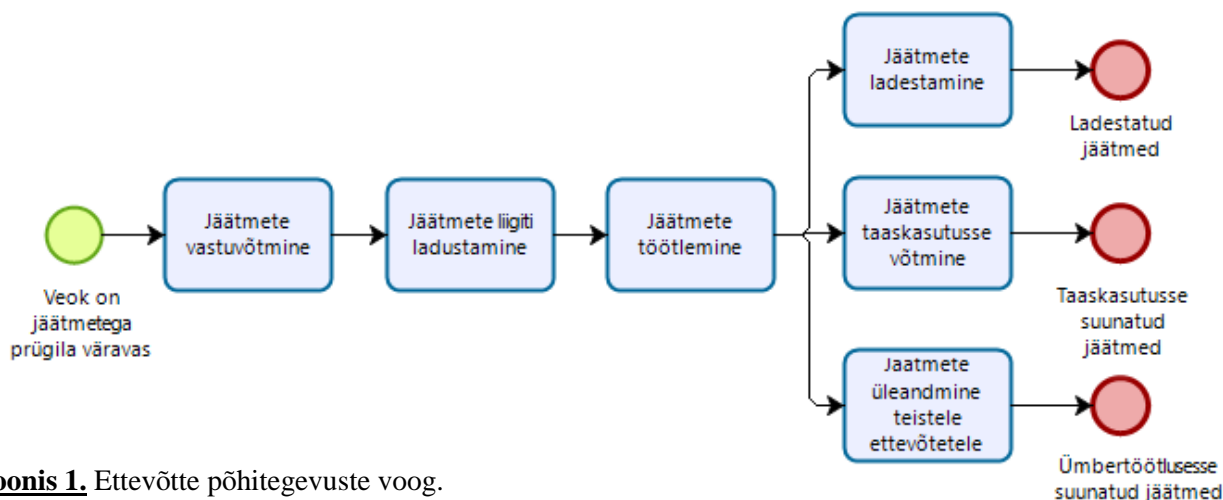 Jäätmete
ladestamine
Ladestatud
jäätmed
Jäätmete
vastuvõtmine
Jäätmete liigiti
ladustamine
Jäätmete
töötlemine
Jäätmete
taaskasutusse
võtmine
Veok on
jäätmetega
prügila väravas
Taaskasutusse
suunatud
jäätmed
Jaatmete
üleandmine
teistele
ettevõtetele
Ümbertöötlusesse
suunatud jäätmed
oonis 1. Ettevõtte põhitegevuste voog.